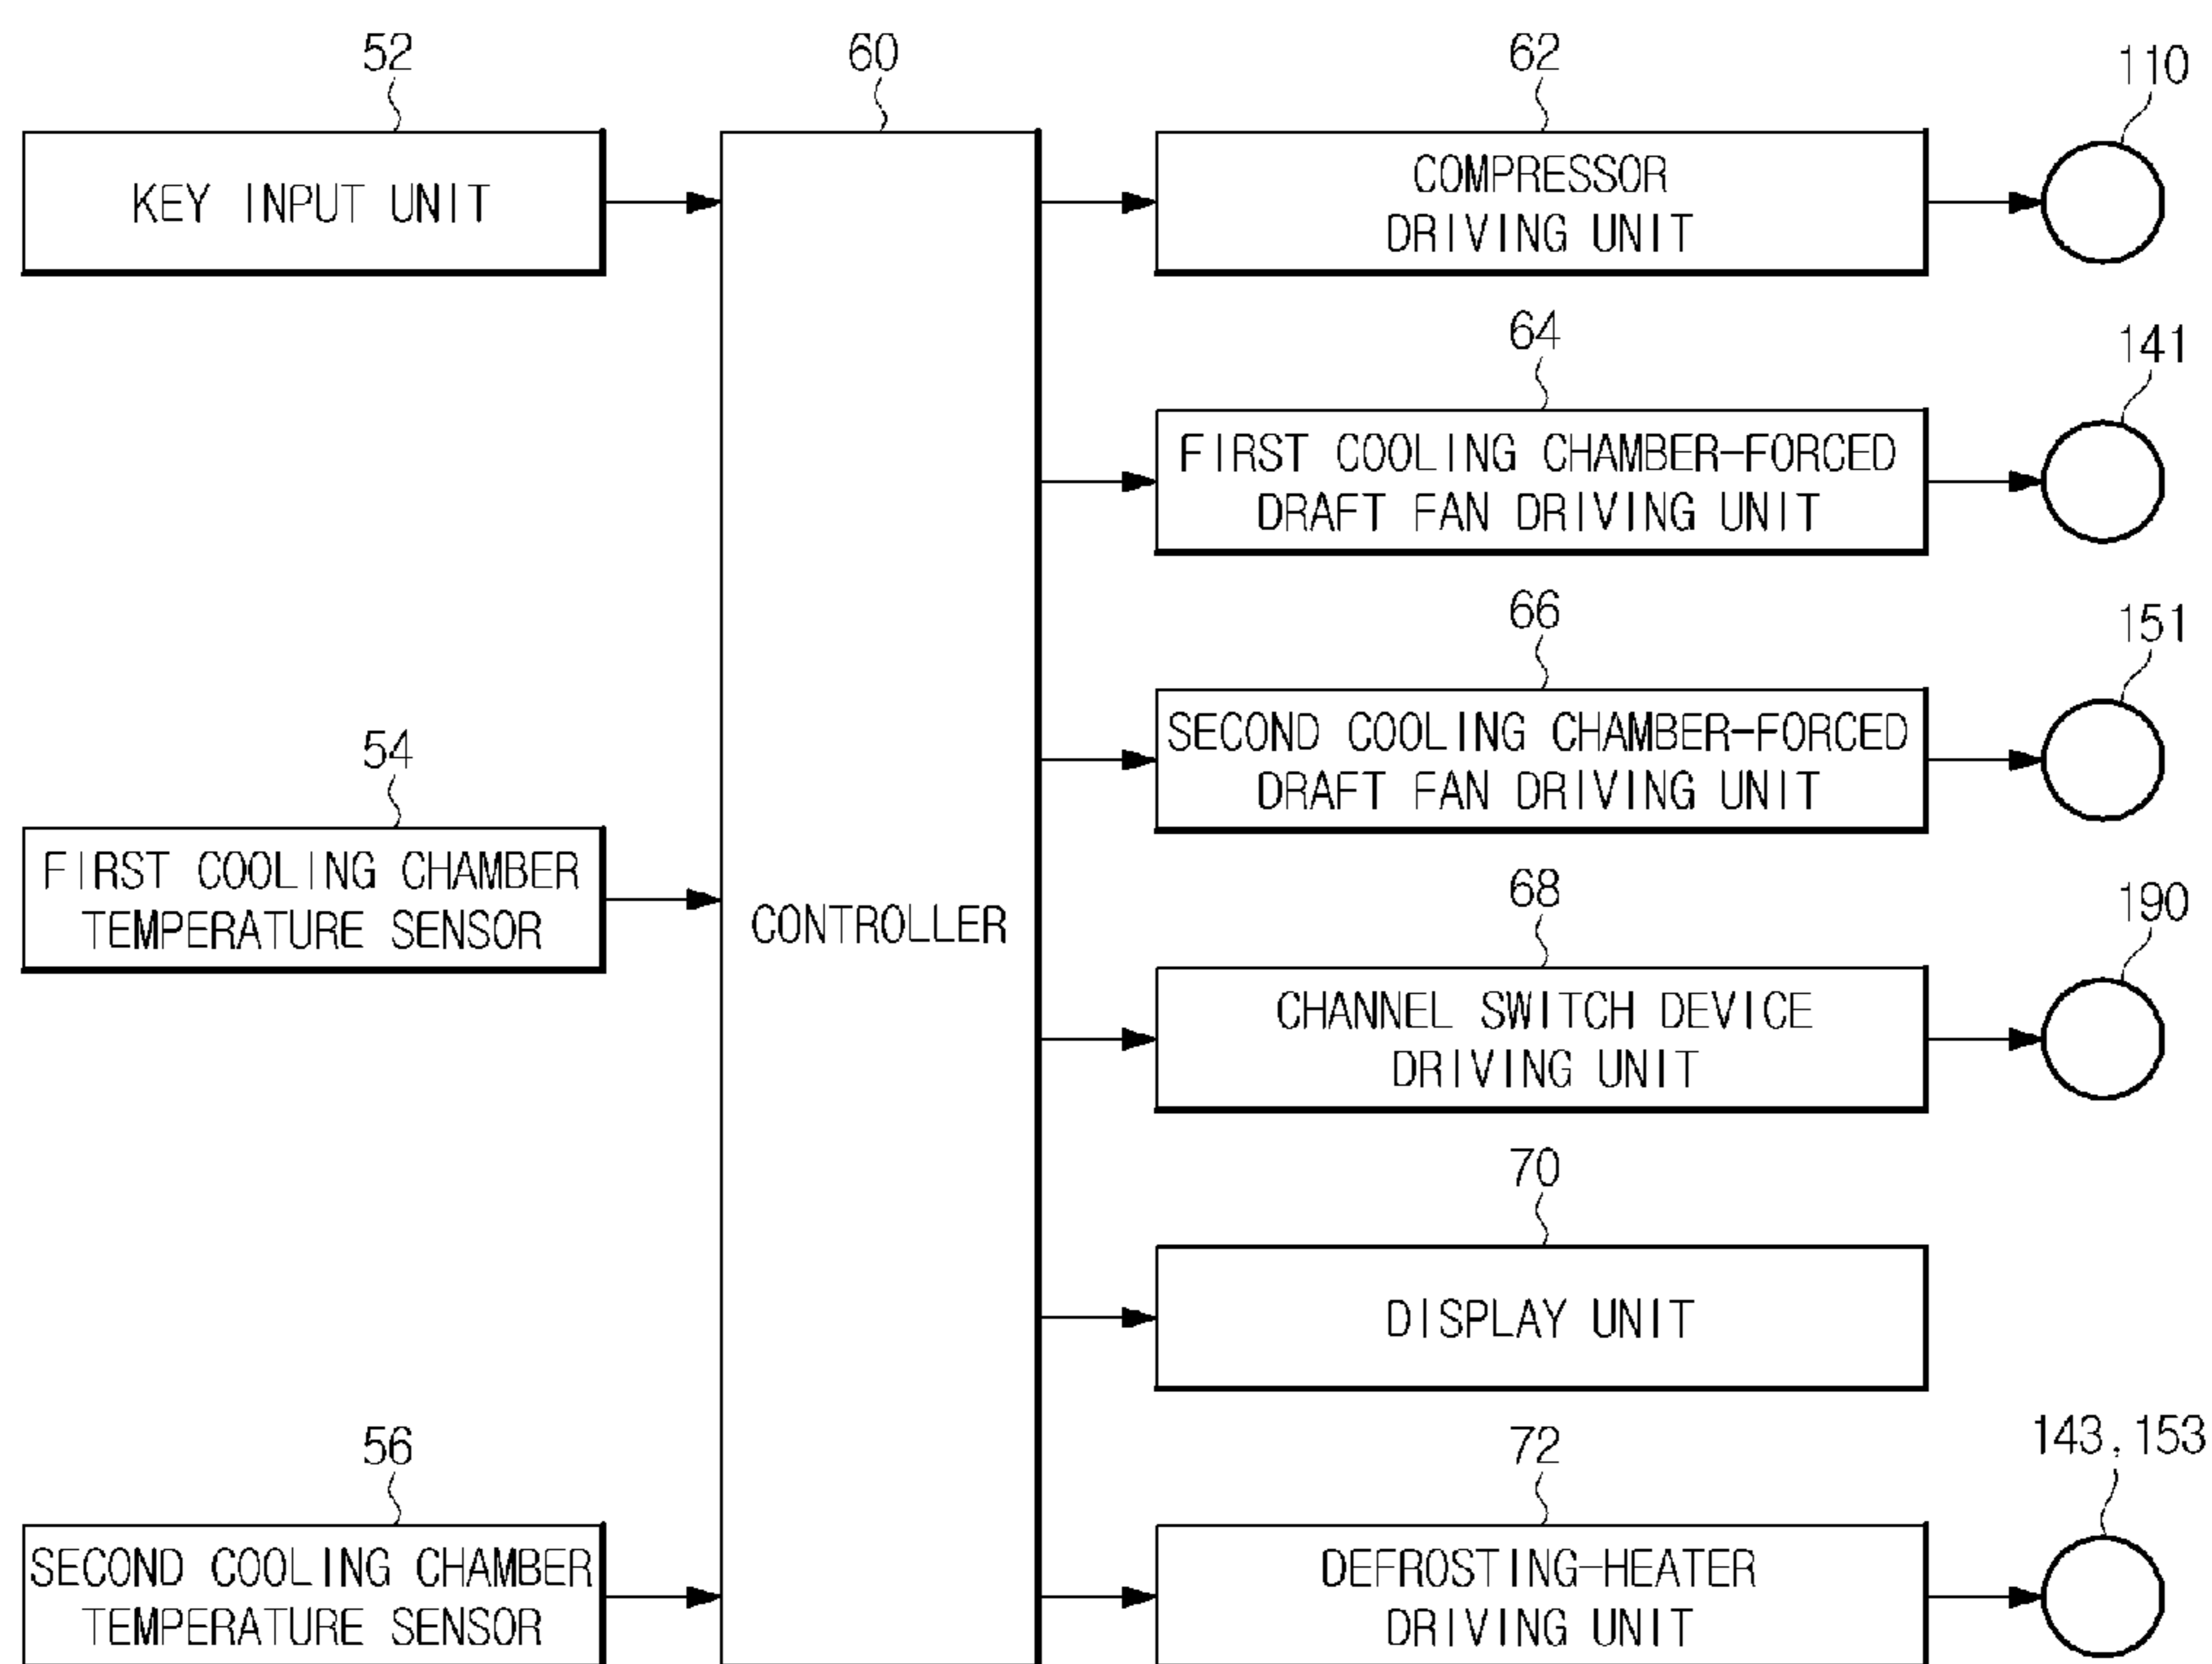 52
60
62
110
KEY INPUT UNIT
COMPRESSOR
DRIVING UNIT
64
141
FIRST COOLING CHAMBER-FORCED
DRAFT FAN DRIVING UNIT
66
151
SECOND COOLING CHAMBER-FORCED
DRAFT FAN DRIVING UNIT
54
FIRST COOLING CHAMBER
TEMPERATURE SENSOR
CONTROLLER
68
190
CHANNEL SWITCH DEVICE
DRIVING UNIT
70
DISPLAY UNIT
56
72
143, 153
SECOND COOLING CHAMBER
TEMPERATURE SENSOR
DEFROSTING-HEATER
DRIVING UNIT